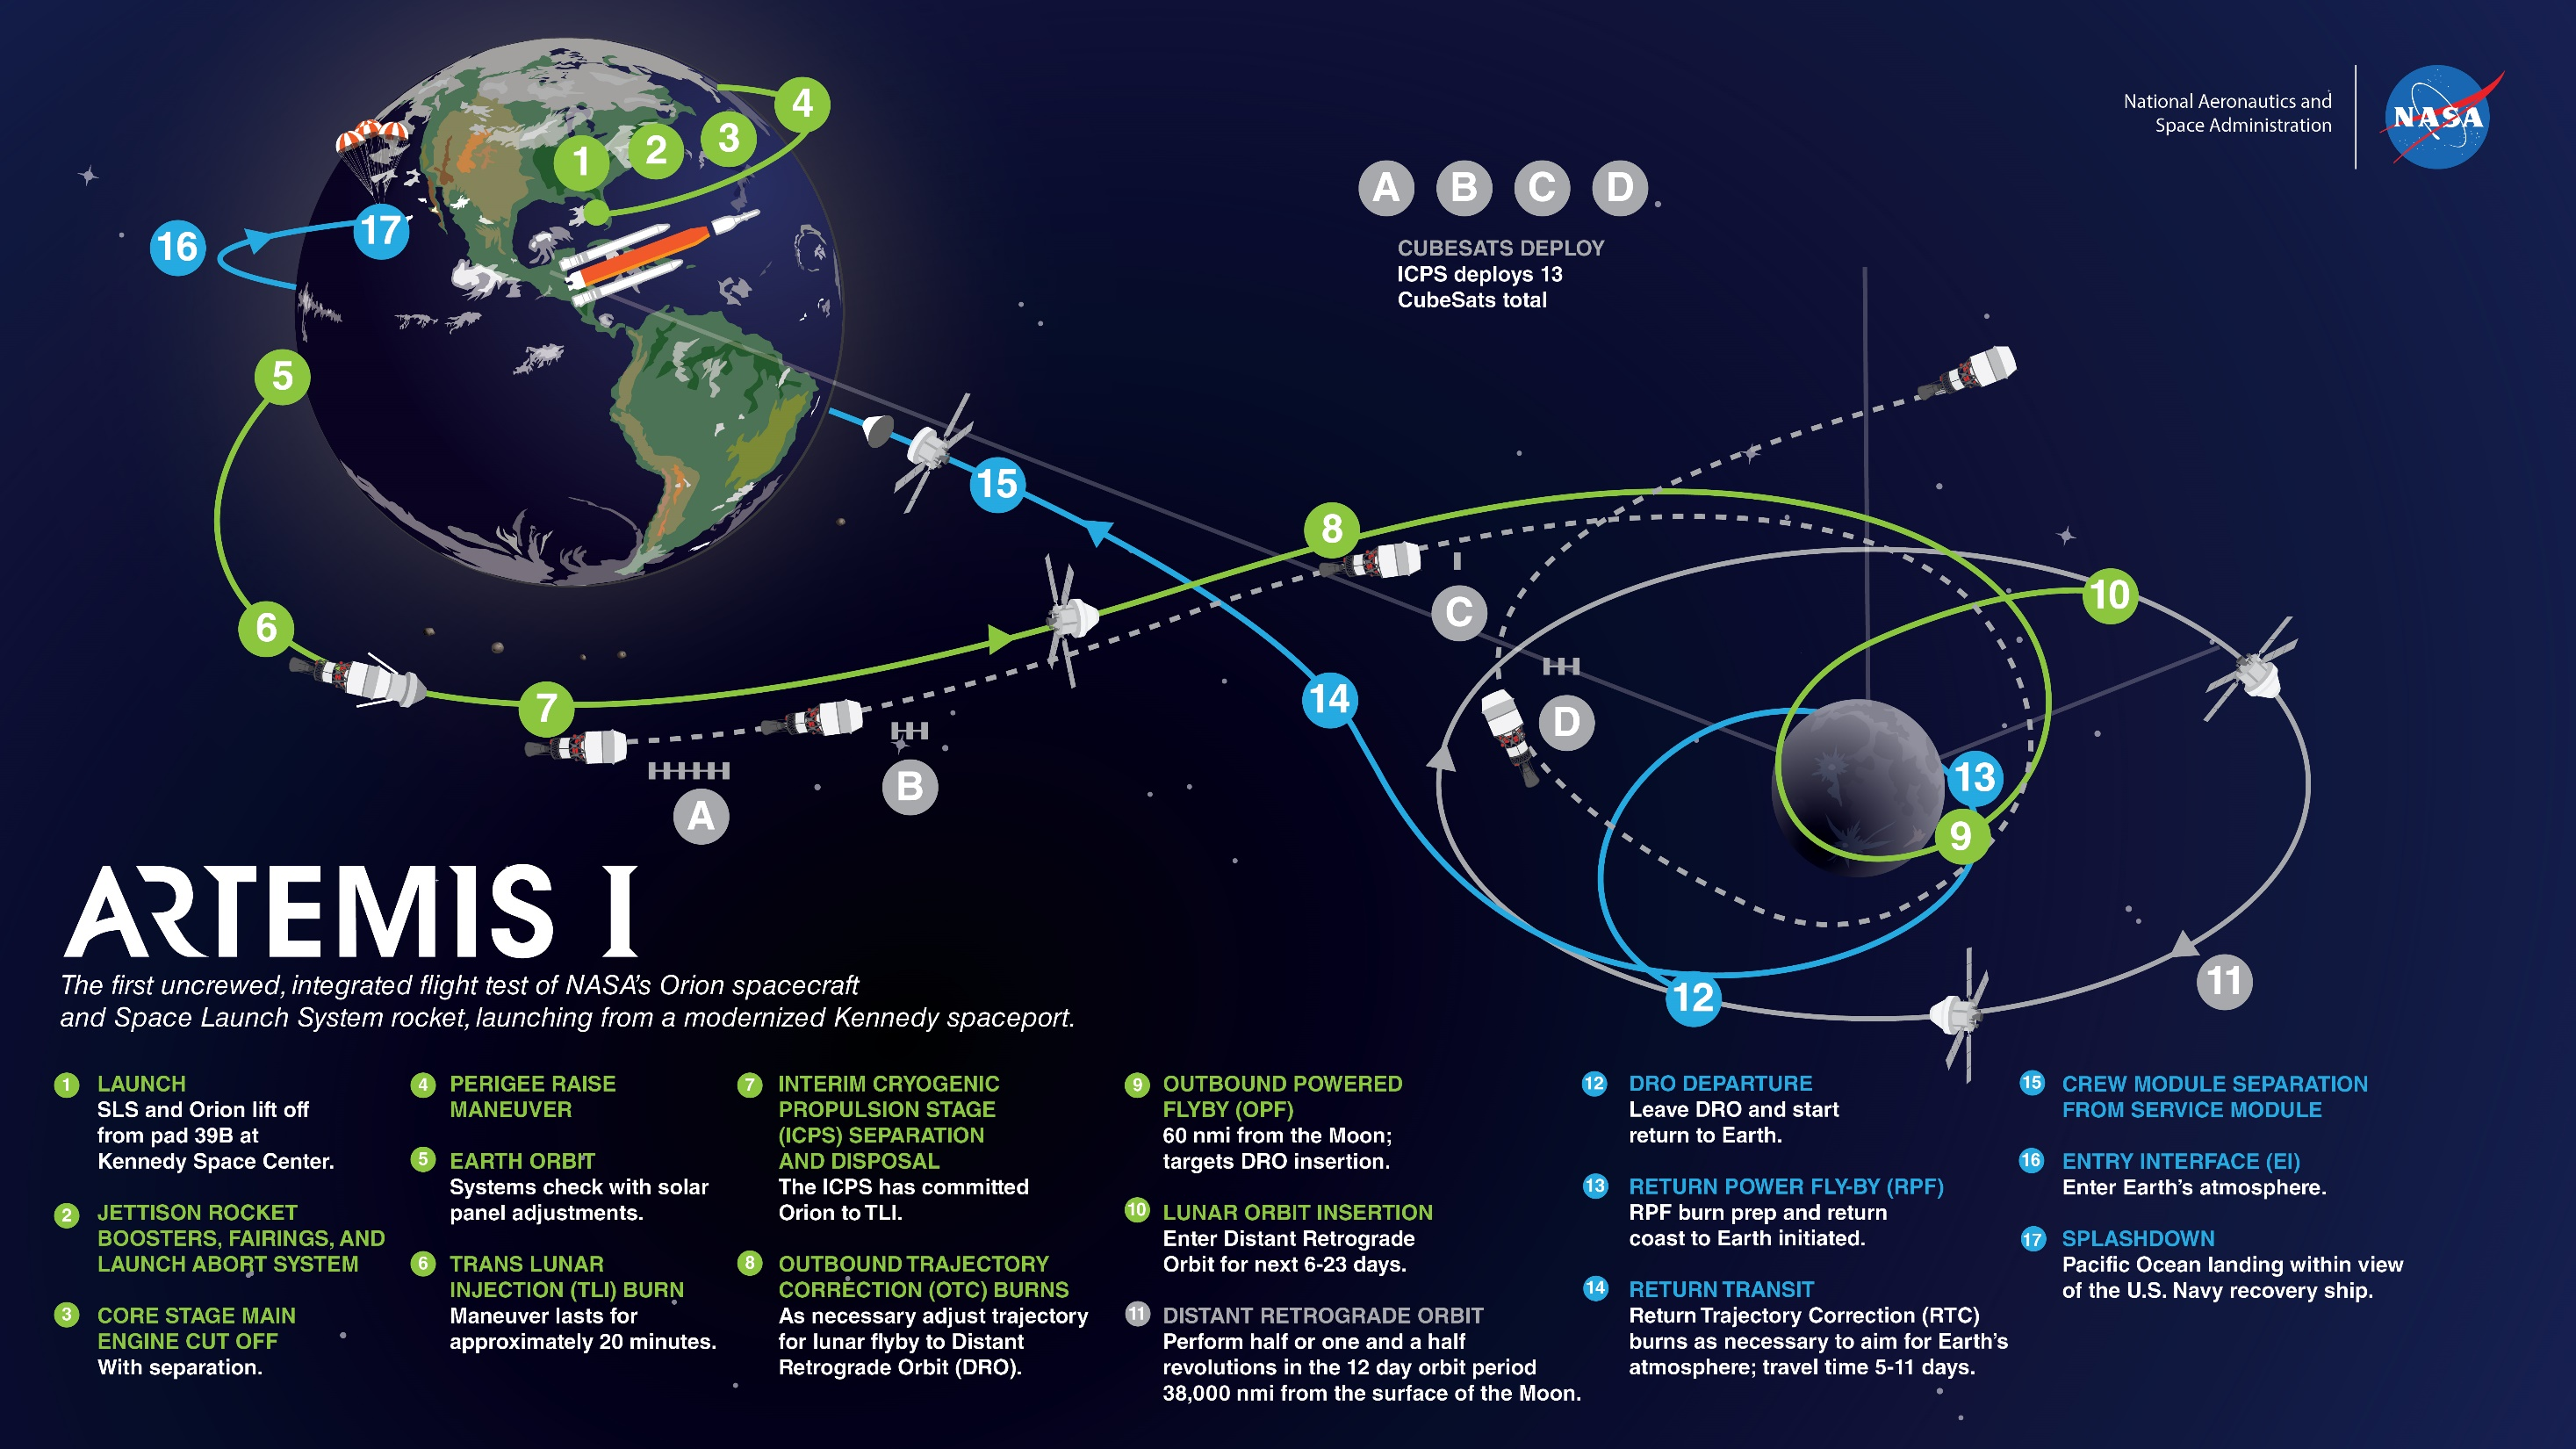 National Aeronautics and
Space Administration
NASA
4
3
2
1
17
16
A B C D
CUBESATS DEPLOY
ICPS deploys 13
CubeSats total
5
15
8
10
C
6
14
7
D
B
A
13
9
11
12
ARTEMIS I
The first uncrewed, integrated flight test of NASA's Orion spacecraft
and Space Launch System rocket, launching from a modernized Kennedy spaceport.
1 LAUNCH
SLS and Orion lift off
from pad 39B at
Kennedy Space Center.
2 JETTISON ROCKET
BOOSTERS, FAIRINGS, AND
LAUNCH ABORT SYSTEM
3 CORE STAGE MAIN
ENGINE CUT OFF
With separation.
4 PERIGEE RAISE
MANEUVER
5 EARTH ORBIT
Systems check with solar
panel adjustments.
6 TRANS LUNAR
INJECTION (TLI) BURN
Maneuver lasts for
approximately 20 minutes.
7 INTERIM CRYOGENIC
PROPULSION STAGE
(ICPS) SEPARATION
AND DISPOSAL
The ICPS has committed
Orion to TLI.
8 OUTBOUND TRAJECTORY
CORRECTION (OTC) BURNS
As necessary adjust trajectory
for lunar flyby to Distant
Retrograde Orbit (DRO).
9 OUTBOUND POWERED
FLYBY (OPF)
60 nmi from the Moon;
targets DRO insertion.
10 LUNAR ORBIT INSERTION
Enter Distant Retrograde
Orbit for next 6-23 days.
11 DISTANT RETROGRADE ORBIT
Perform half or one and a half
revolutions in the 12 day orbit period
38,000 nmi from the surface of the Moon.
12 DRO DEPARTURE
Leave DRO and start
return to Earth.
13 RETURN POWER FLY-BY (RPF)
RPF burn prep and return
coast to Earth initiated.
14 RETURN TRANSIT
Return Trajectory Correction (RTC)
burns as necessary to aim for Earth's
atmosphere; travel time 5-11 days.
15 CREW MODULE SEPARATION
FROM SERVICE MODULE
16 ENTRY INTERFACE (EI)
Enter Earth's atmosphere.
17 SPLASHDOWN
Pacific Ocean landing within view
of the U.S. Navy recovery ship.